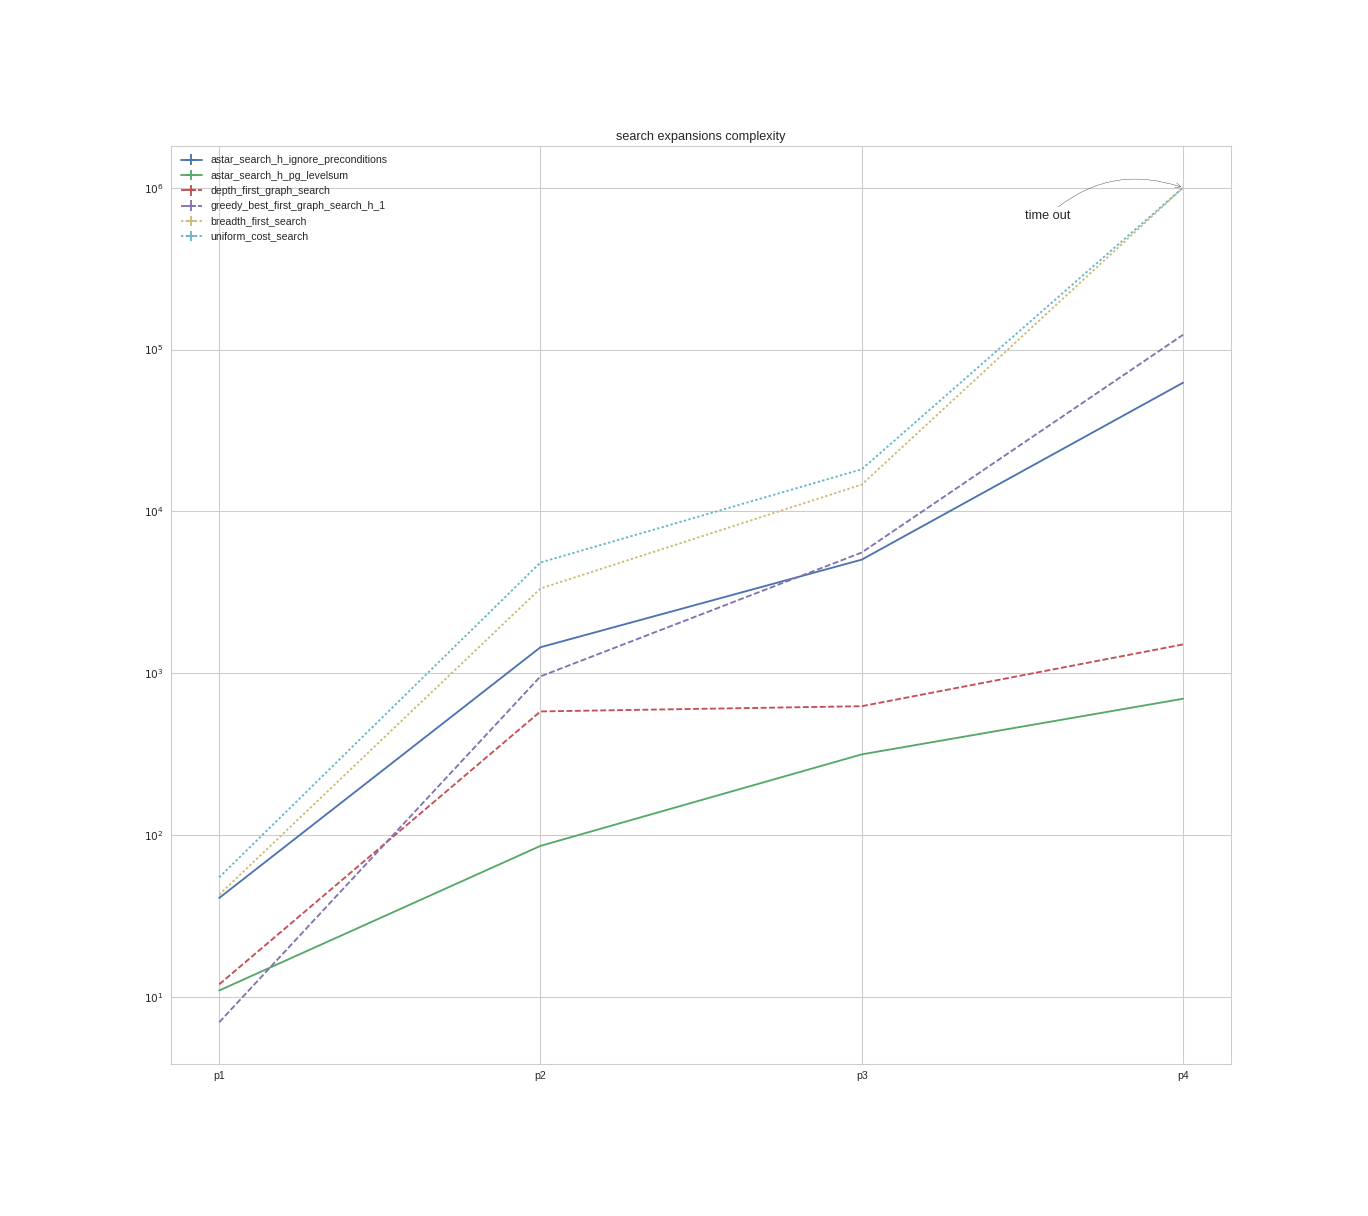 search expansions complexity
astar_search_h_ignore_preconditions
astar_search_h_pg_levelsum
depth_first_graph_search
greedy_best_first_graph_search_h_1
breadth_first_search
uniform_cost_search
time out
10⁶
10⁵
10⁴
10³
10²
10¹
p1 p2 p3 p4